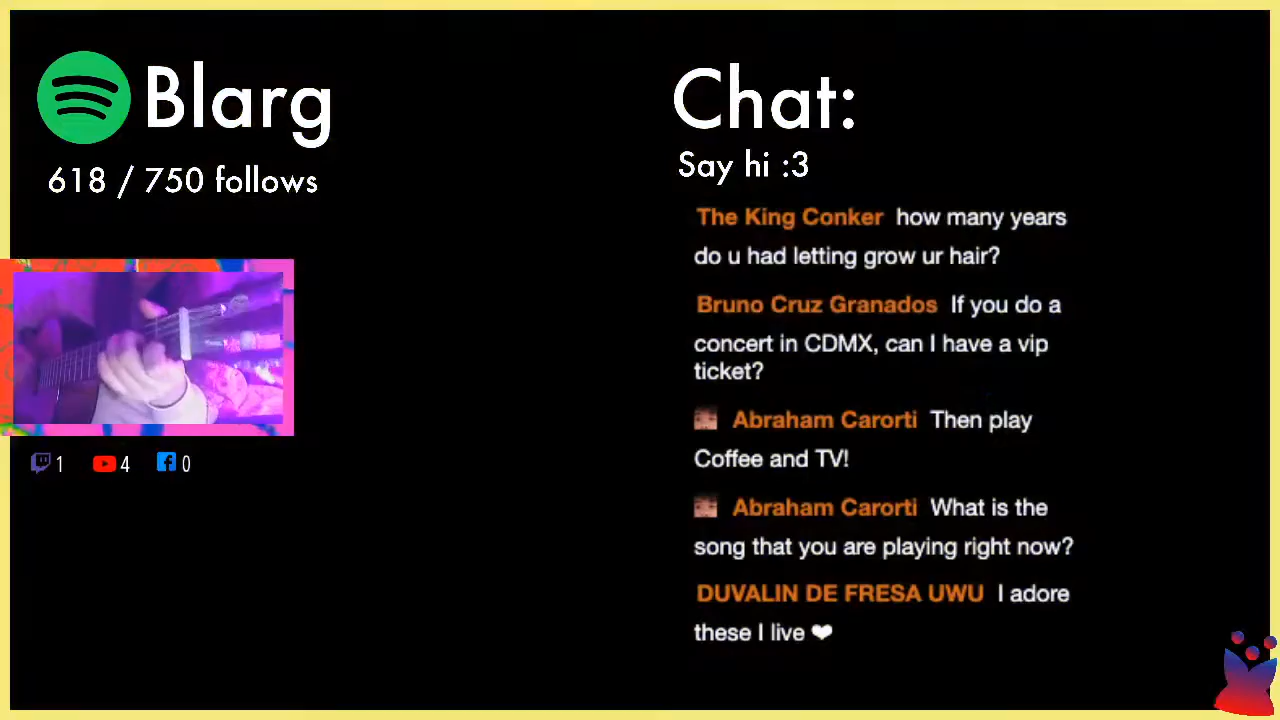 Blarg
618 / 750 follows
1 4 0
Chat:
Say hi :3
The King Conker how many years
do u had letting grow ur hair?
Bruno Cruz Granados If you do a
concert in CDMX, can I have a vip
ticket?
Abraham Carorti Then play
Coffee and TV!
Abraham Carorti What is the
song that you are playing right now?
DUVALIN DE FRESA UWU I adore
these I live ❤